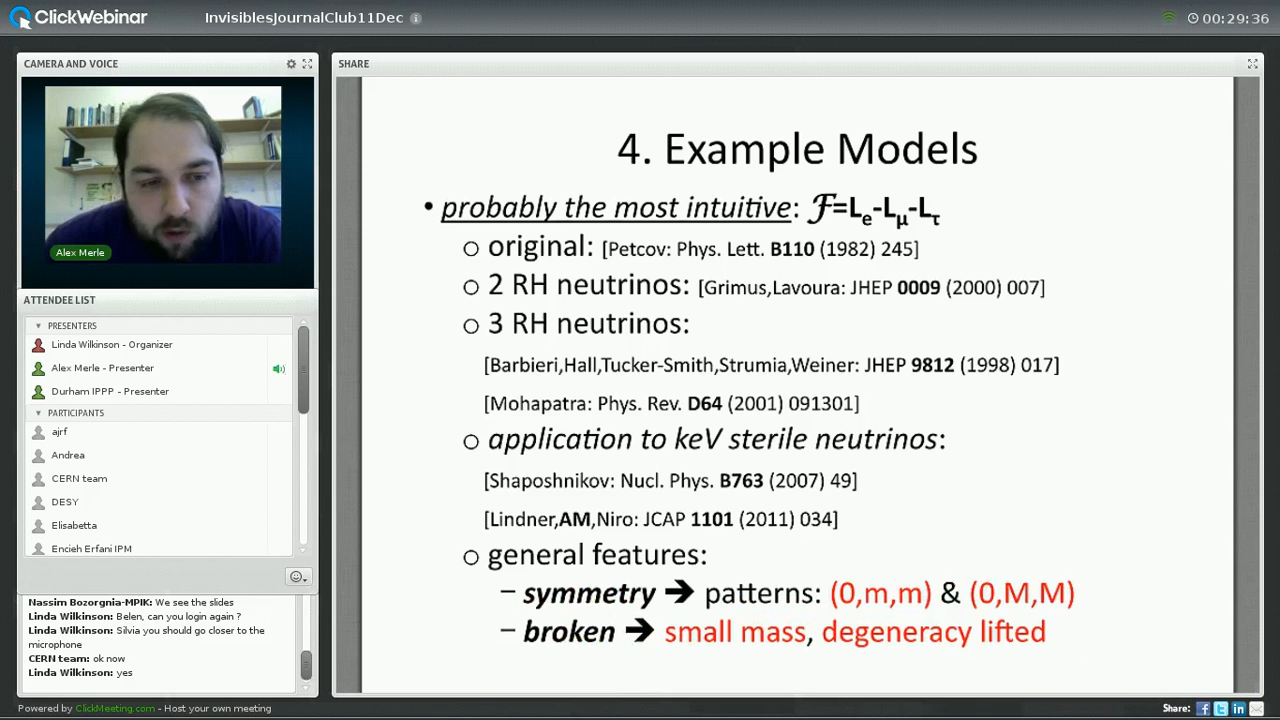 ClickWebinar
InvisiblesJournalClub11Dec
00:29:36
CAMERA AND VOICE
Alex Merle
ATTENDEE LIST
PRESENTERS
Linda Wilkinson - Organizer
Alex Merle - Presenter
Durham IPPP - Presenter
PARTICIPANTS
ajrf
Andrea
CERN team
DESY
Elisabetta
Encieh Erfani IPM
Nassim Bozorgnia-MPIK: We see the slides
Linda Wilkinson: Belen, can you login again ?
Linda Wilkinson: Silvia you should go closer to the
microphone
CERN team: ok now
Linda Wilkinson: yes
SHARE
4. Example Models
• probably the most intuitive: ℱ=Lₑ-L_μ-L_τ
o original: [Petcov: Phys. Lett. B110 (1982) 245]
o 2 RH neutrinos: [Grimus,Lavoura: JHEP 0009 (2000) 007]
o 3 RH neutrinos:
[Barbieri,Hall,Tucker-Smith,Strumia,Weiner: JHEP 9812 (1998) 017]
[Mohapatra: Phys. Rev. D64 (2001) 091301]
o application to keV sterile neutrinos:
[Shaposhnikov: Nucl. Phys. B763 (2007) 49]
[Lindner,AM,Niro: JCAP 1101 (2011) 034]
o general features:
– symmetry ➔ patterns: (0,m,m) & (0,M,M)
– broken ➔ small mass, degeneracy lifted
Powered by ClickMeeting.com - Host your own meeting
Share: